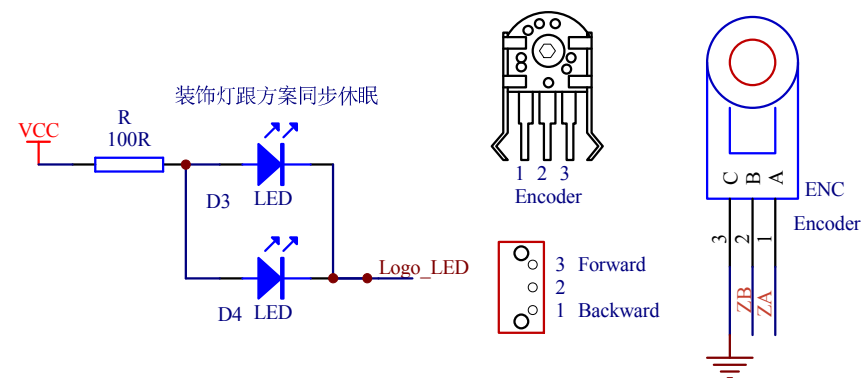 装饰灯跟方案同步休眠
VCC
R
100R
D3
LED
D4
LED
Logo_LED
1 2 3
Encoder
3 Forward
2
1 Backward
C
B
A
ENC
Encoder
3
2
1
ZB
ZA